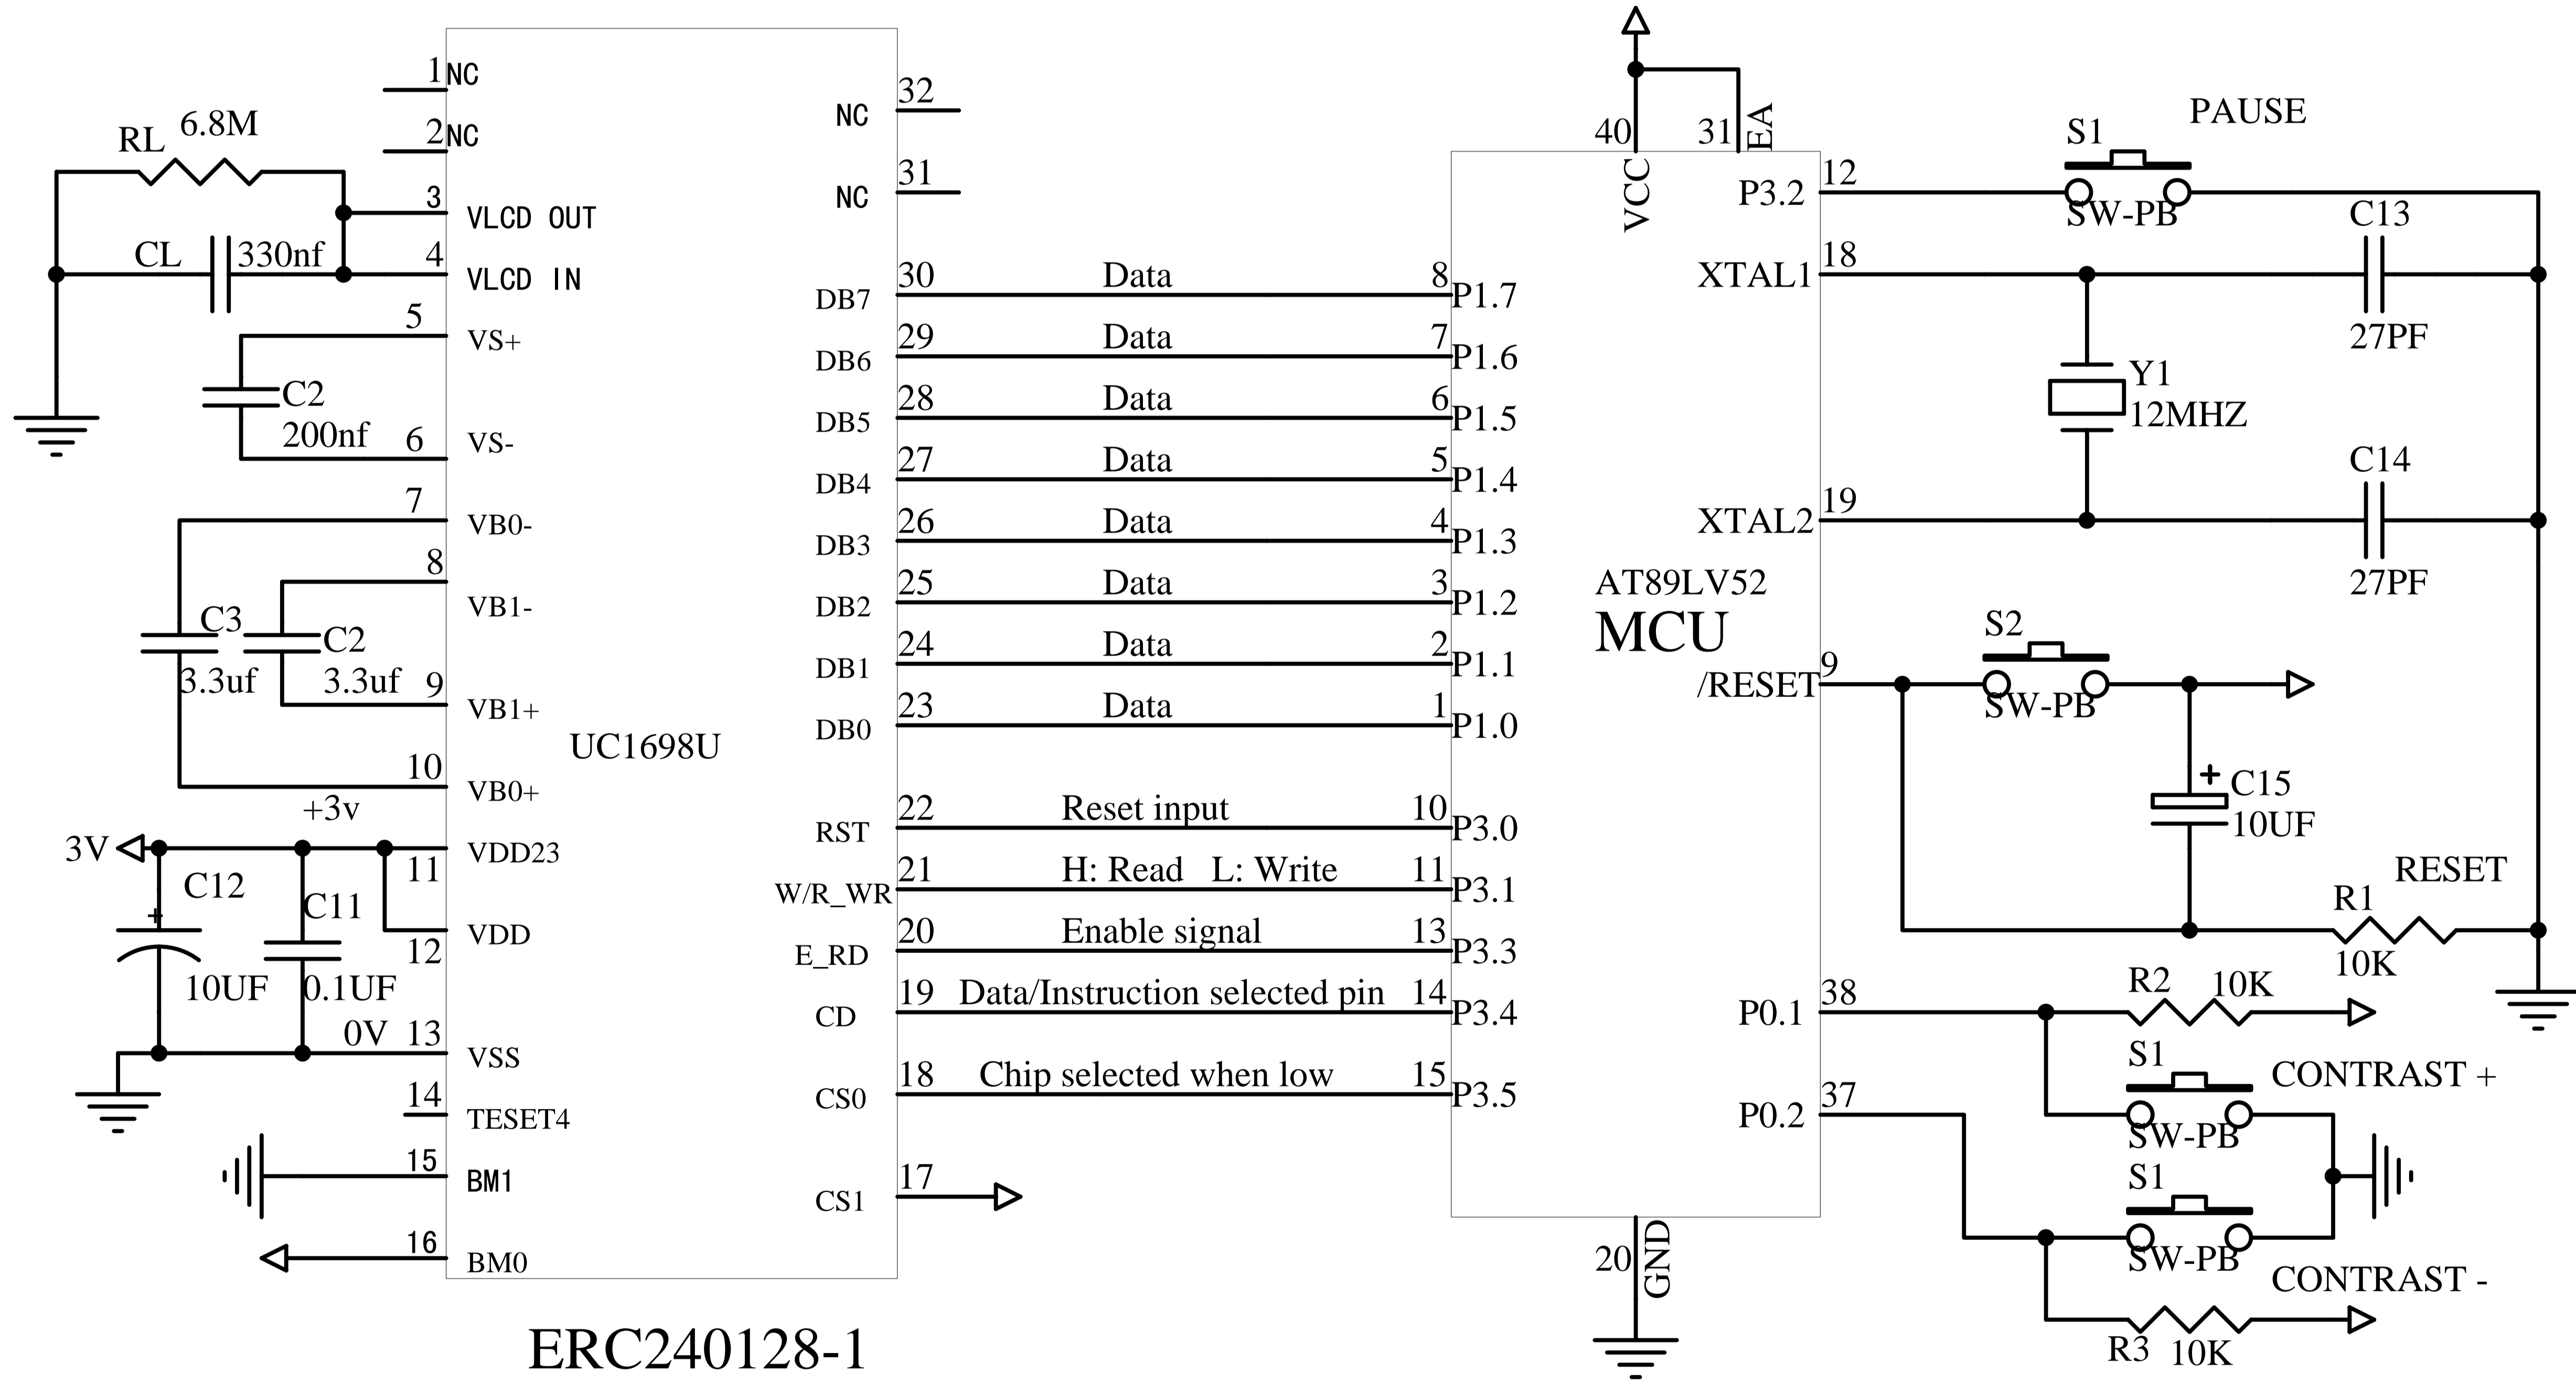 1 NC
2 NC
RL 6.8M
3 VLCD OUT
CL 330nf 4 VLCD IN
5 VS+
C2
200nf 6 VS-
7 VB0-
8 VB1-
C3 C2
3.3uf 3.3uf 9 VB1+
10 VB0+
+3v
3V 11 VDD23
C12
+ C11
12 VDD
10UF 0.1UF
0V 13 VSS
14 TESET4
15 BM1
16 BM0
UC1698U
ERC240128-1
NC 32
NC 31
DB7 30 Data 8 P1.7
DB6 29 Data 7 P1.6
DB5 28 Data 6 P1.5
DB4 27 Data 5 P1.4
DB3 26 Data 4 P1.3
DB2 25 Data 3 P1.2
DB1 24 Data 2 P1.1
DB0 23 Data 1 P1.0
RST 22 Reset input 10 P3.0
W/R_WR 21 H: Read L: Write 11 P3.1
E_RD 20 Enable signal 13 P3.3
CD 19 Data/Instruction selected pin 14 P3.4
CS0 18 Chip selected when low 15 P3.5
CS1 17
40 VCC
31 EA
AT89LV52
MCU
20 GND
P3.2 12
S1 PAUSE
SW-PB
C13
XTAL1 18
27PF
Y1
12MHZ
C14
XTAL2 19
27PF
S2
/RESET 9
SW-PB
+ C15
10UF
RESET
R1
10K
R2 10K
P0.1 38
S1 CONTRAST +
SW-PB
P0.2 37
S1
SW-PB
CONTRAST -
R3 10K